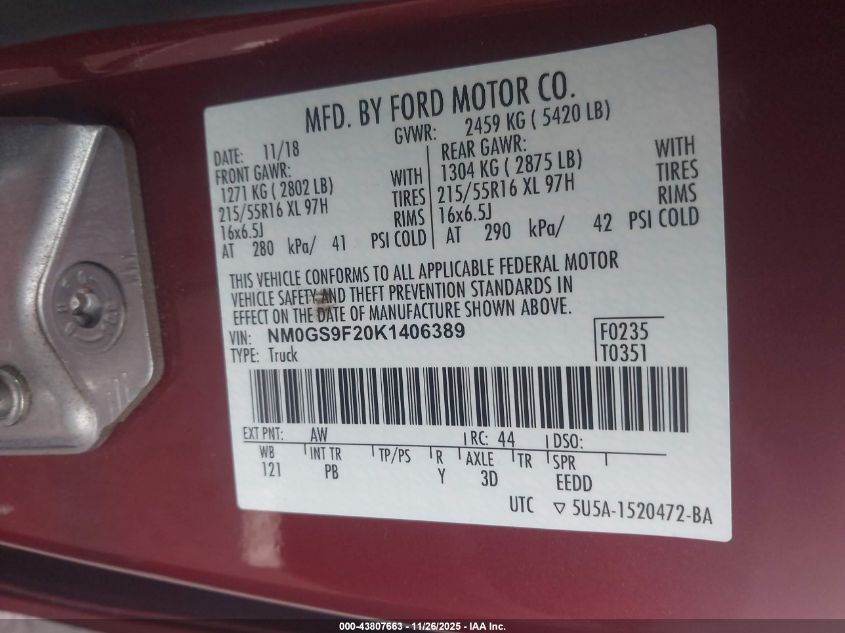 MFD. BY FORD MOTOR CO.
DATE: 11/18 GVWR: 2459 KG ( 5420 LB)
FRONT GAWR: REAR GAWR: WITH
1271 KG ( 2802 LB) WITH 1304 KG ( 2875 LB) TIRES
215/55R16 XL 97H TIRES 215/55R16 XL 97H RIMS
16x6.5J RIMS 16x6.5J
AT 280 kPa/ 41 PSI COLD AT 290 kPa/ 42 PSI COLD
THIS VEHICLE CONFORMS TO ALL APPLICABLE FEDERAL MOTOR
VEHICLE SAFETY AND THEFT PREVENTION STANDARDS IN
EFFECT ON THE DATE OF MANUFACTURE SHOWN ABOVE.
VIN: NM0GS9F20K1406389 F0235
TYPE: Truck T0351
EXT PNT: AW RC: 44 DSO:
WB INT TR TP/PS R AXLE TR SPR
121 PB Y 3D EEDD
UTC ▽ 5U5A-1520472-BA
000-43807663 - 11/26/2025 - IAA Inc.